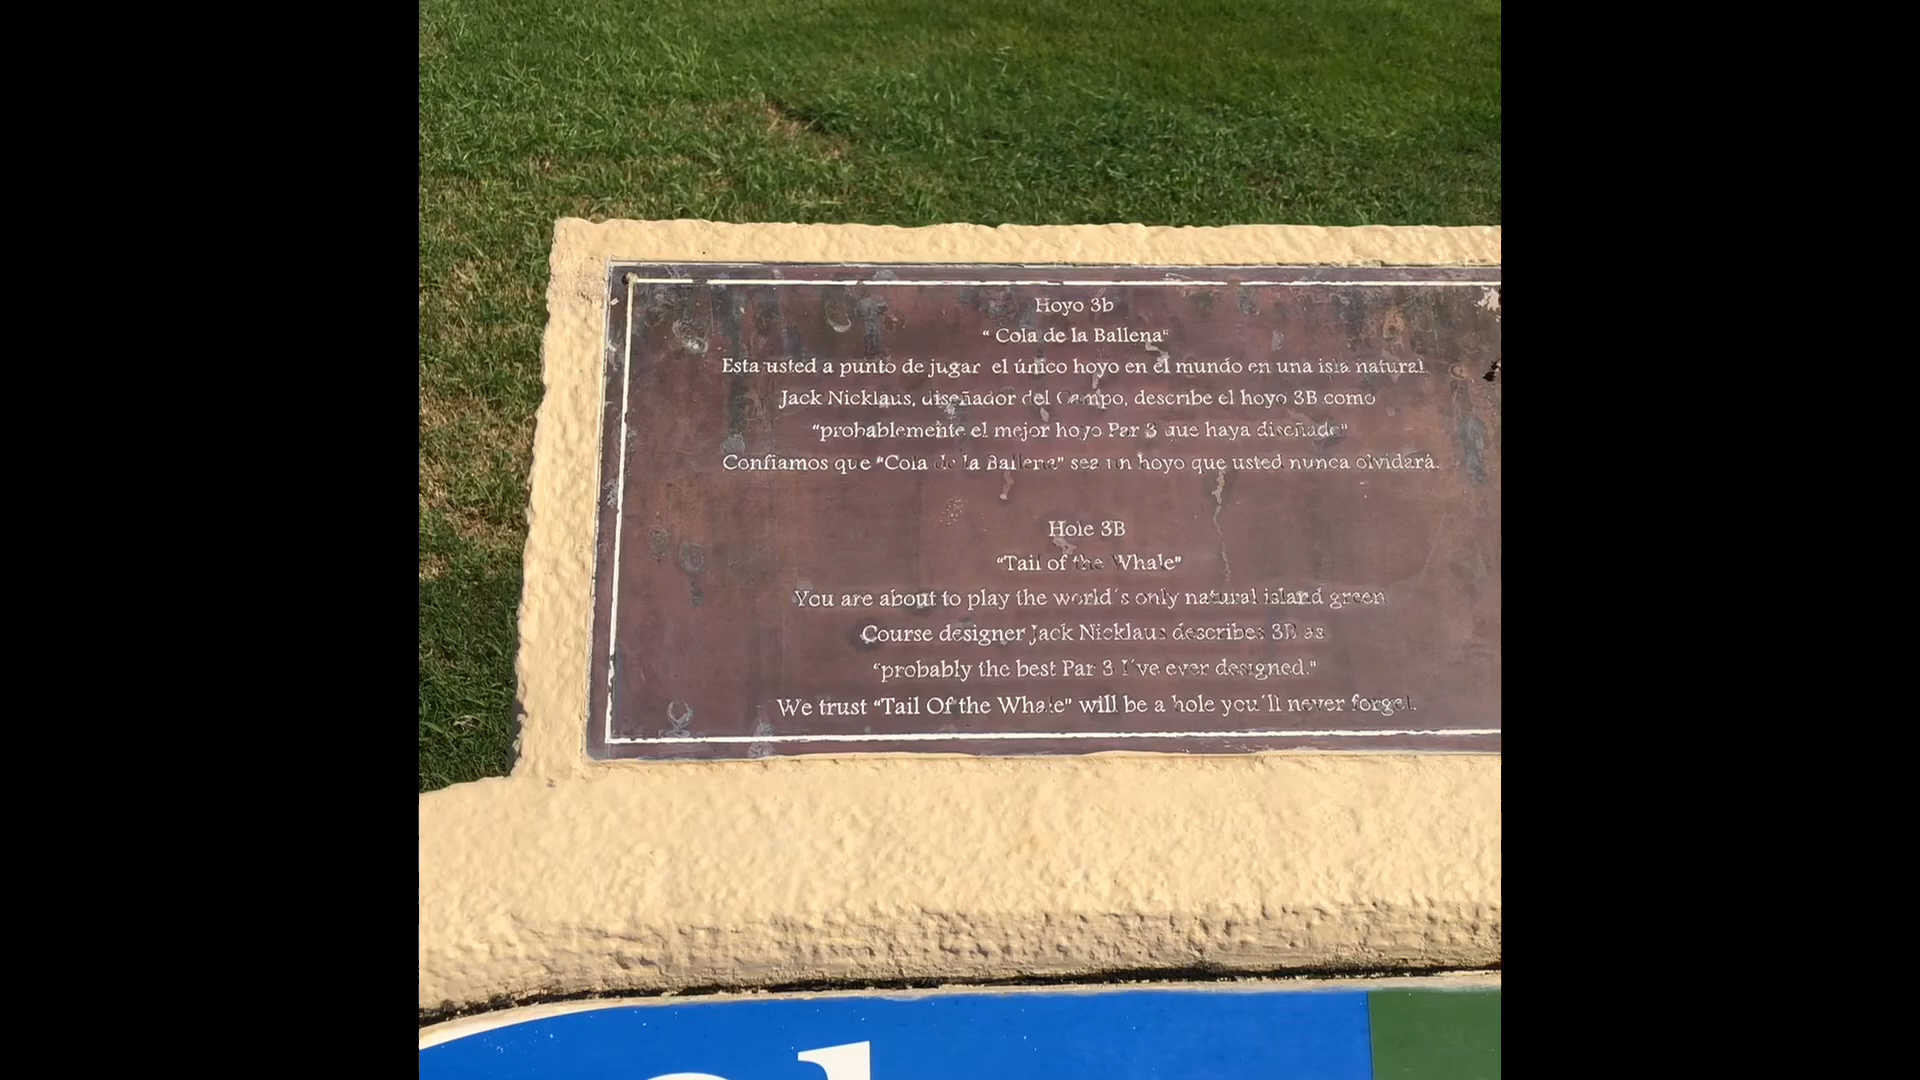 Hoyo 3b
" Cola de la Ballena"
Esta usted a punto de jugar el único hoyo en el mundo en una isla natural.
Jack Nicklaus, diseñador del Campo, describe el hoyo 3B como
"probablemente el mejor hoyo Par 3 que haya diseñado"
Confiamos que "Cola de la Ballena" sea un hoyo que usted nunca olvidará.
Hole 3B
"Tail of the Whale"
You are about to play the world´s only natural island green
Course designer Jack Nicklaus describes 3B as
"probably the best Par 3 I´ve ever designed."
We trust "Tail Of the Whale" will be a hole you´ll never forget.